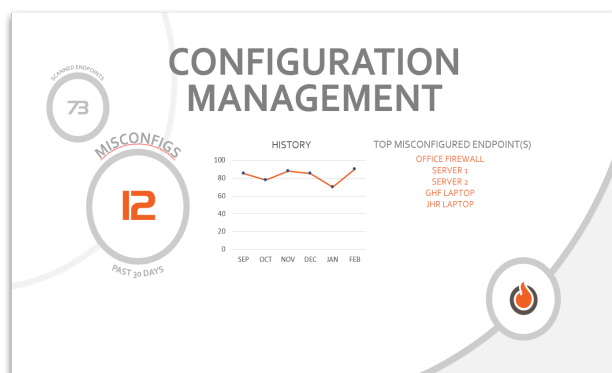 CONFIGURATION
MANAGEMENT
SCANNED ENDPOINTS
73
MISCONFIGS
12
PAST 30 DAYS
HISTORY
100
80
60
40
20
0
SEP OCT NOV DEC JAN FEB
TOP MISCONFIGURED ENDPOINT(S)
OFFICE FIREWALL
SERVER 1
SERVER 2
GHF LAPTOP
JHR LAPTOP